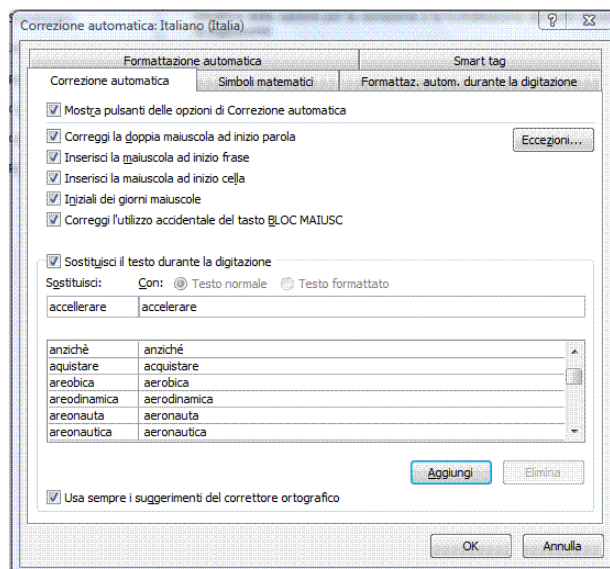 Correzione automatica: Italiano (Italia)
Formattazione automatica Smart tag
Correzione automatica Simboli matematici Formattaz. autom. durante la digitazione
Mostra pulsanti delle opzioni di Correzione automatica
Correggi la doppia maiuscola ad inizio parola
Eccezioni...
Inserisci la maiuscola ad inizio frase
Inserisci la maiuscola ad inizio cella
Iniziali dei giorni maiuscole
Correggi l'utilizzo accidentale del tasto BLOC MAIUSC
Sostituisci il testo durante la digitazione
Sostituisci: Con: Testo normale Testo formattato
accellerare accelerare
anzichè anziché
aquistare acquistare
areobica aerobica
areodinamica aerodinamica
areonauta aeronauta
areonautica aeronautica
Aggiungi Elimina
Usa sempre i suggerimenti del correttore ortografico
OK Annulla